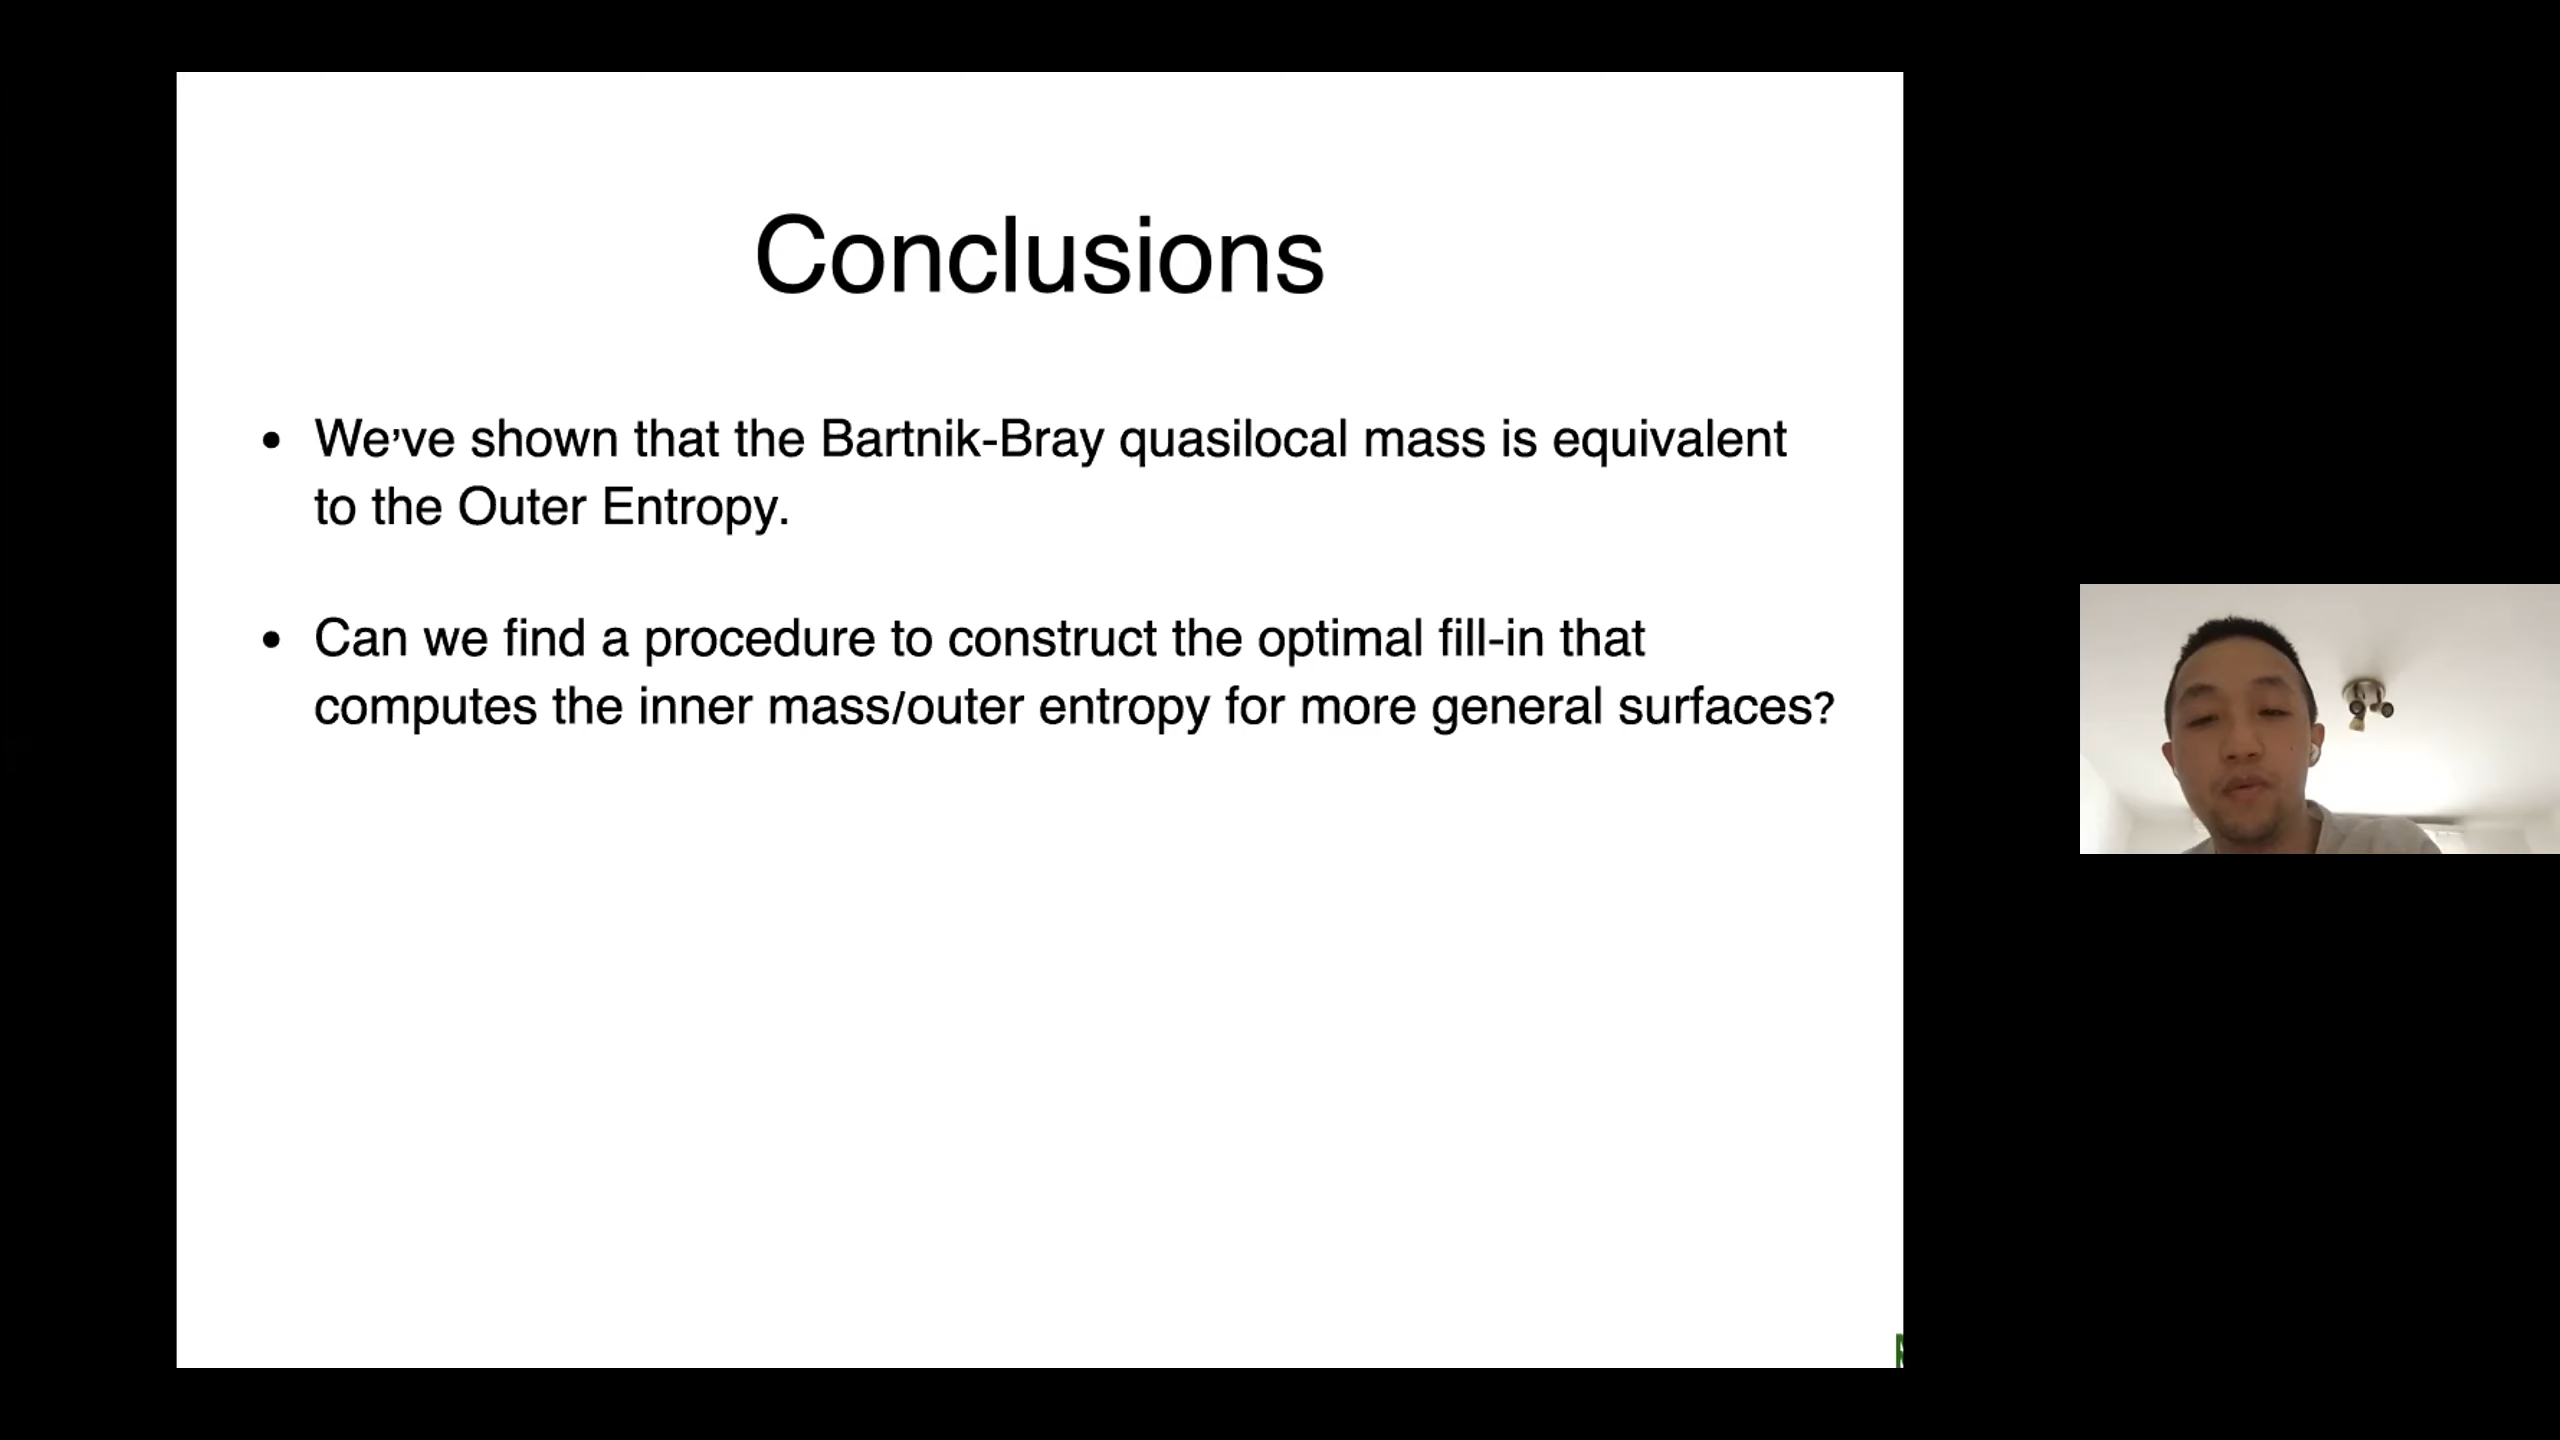 Conclusions
• We’ve shown that the Bartnik-Bray quasilocal mass is equivalent
to the Outer Entropy.
• Can we find a procedure to construct the optimal fill-in that
computes the inner mass/outer entropy for more general surfaces?